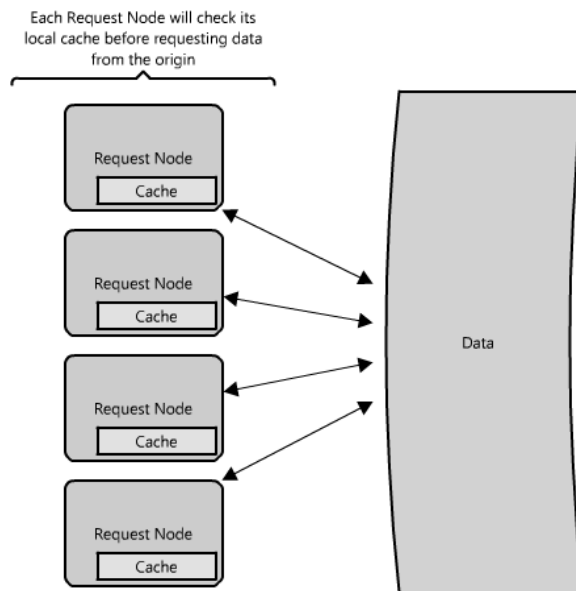 Each Request Node will check its
local cache before requesting data
from the origin
Request Node
Cache
Request Node
Cache
Request Node
Cache
Request Node
Cache
Data